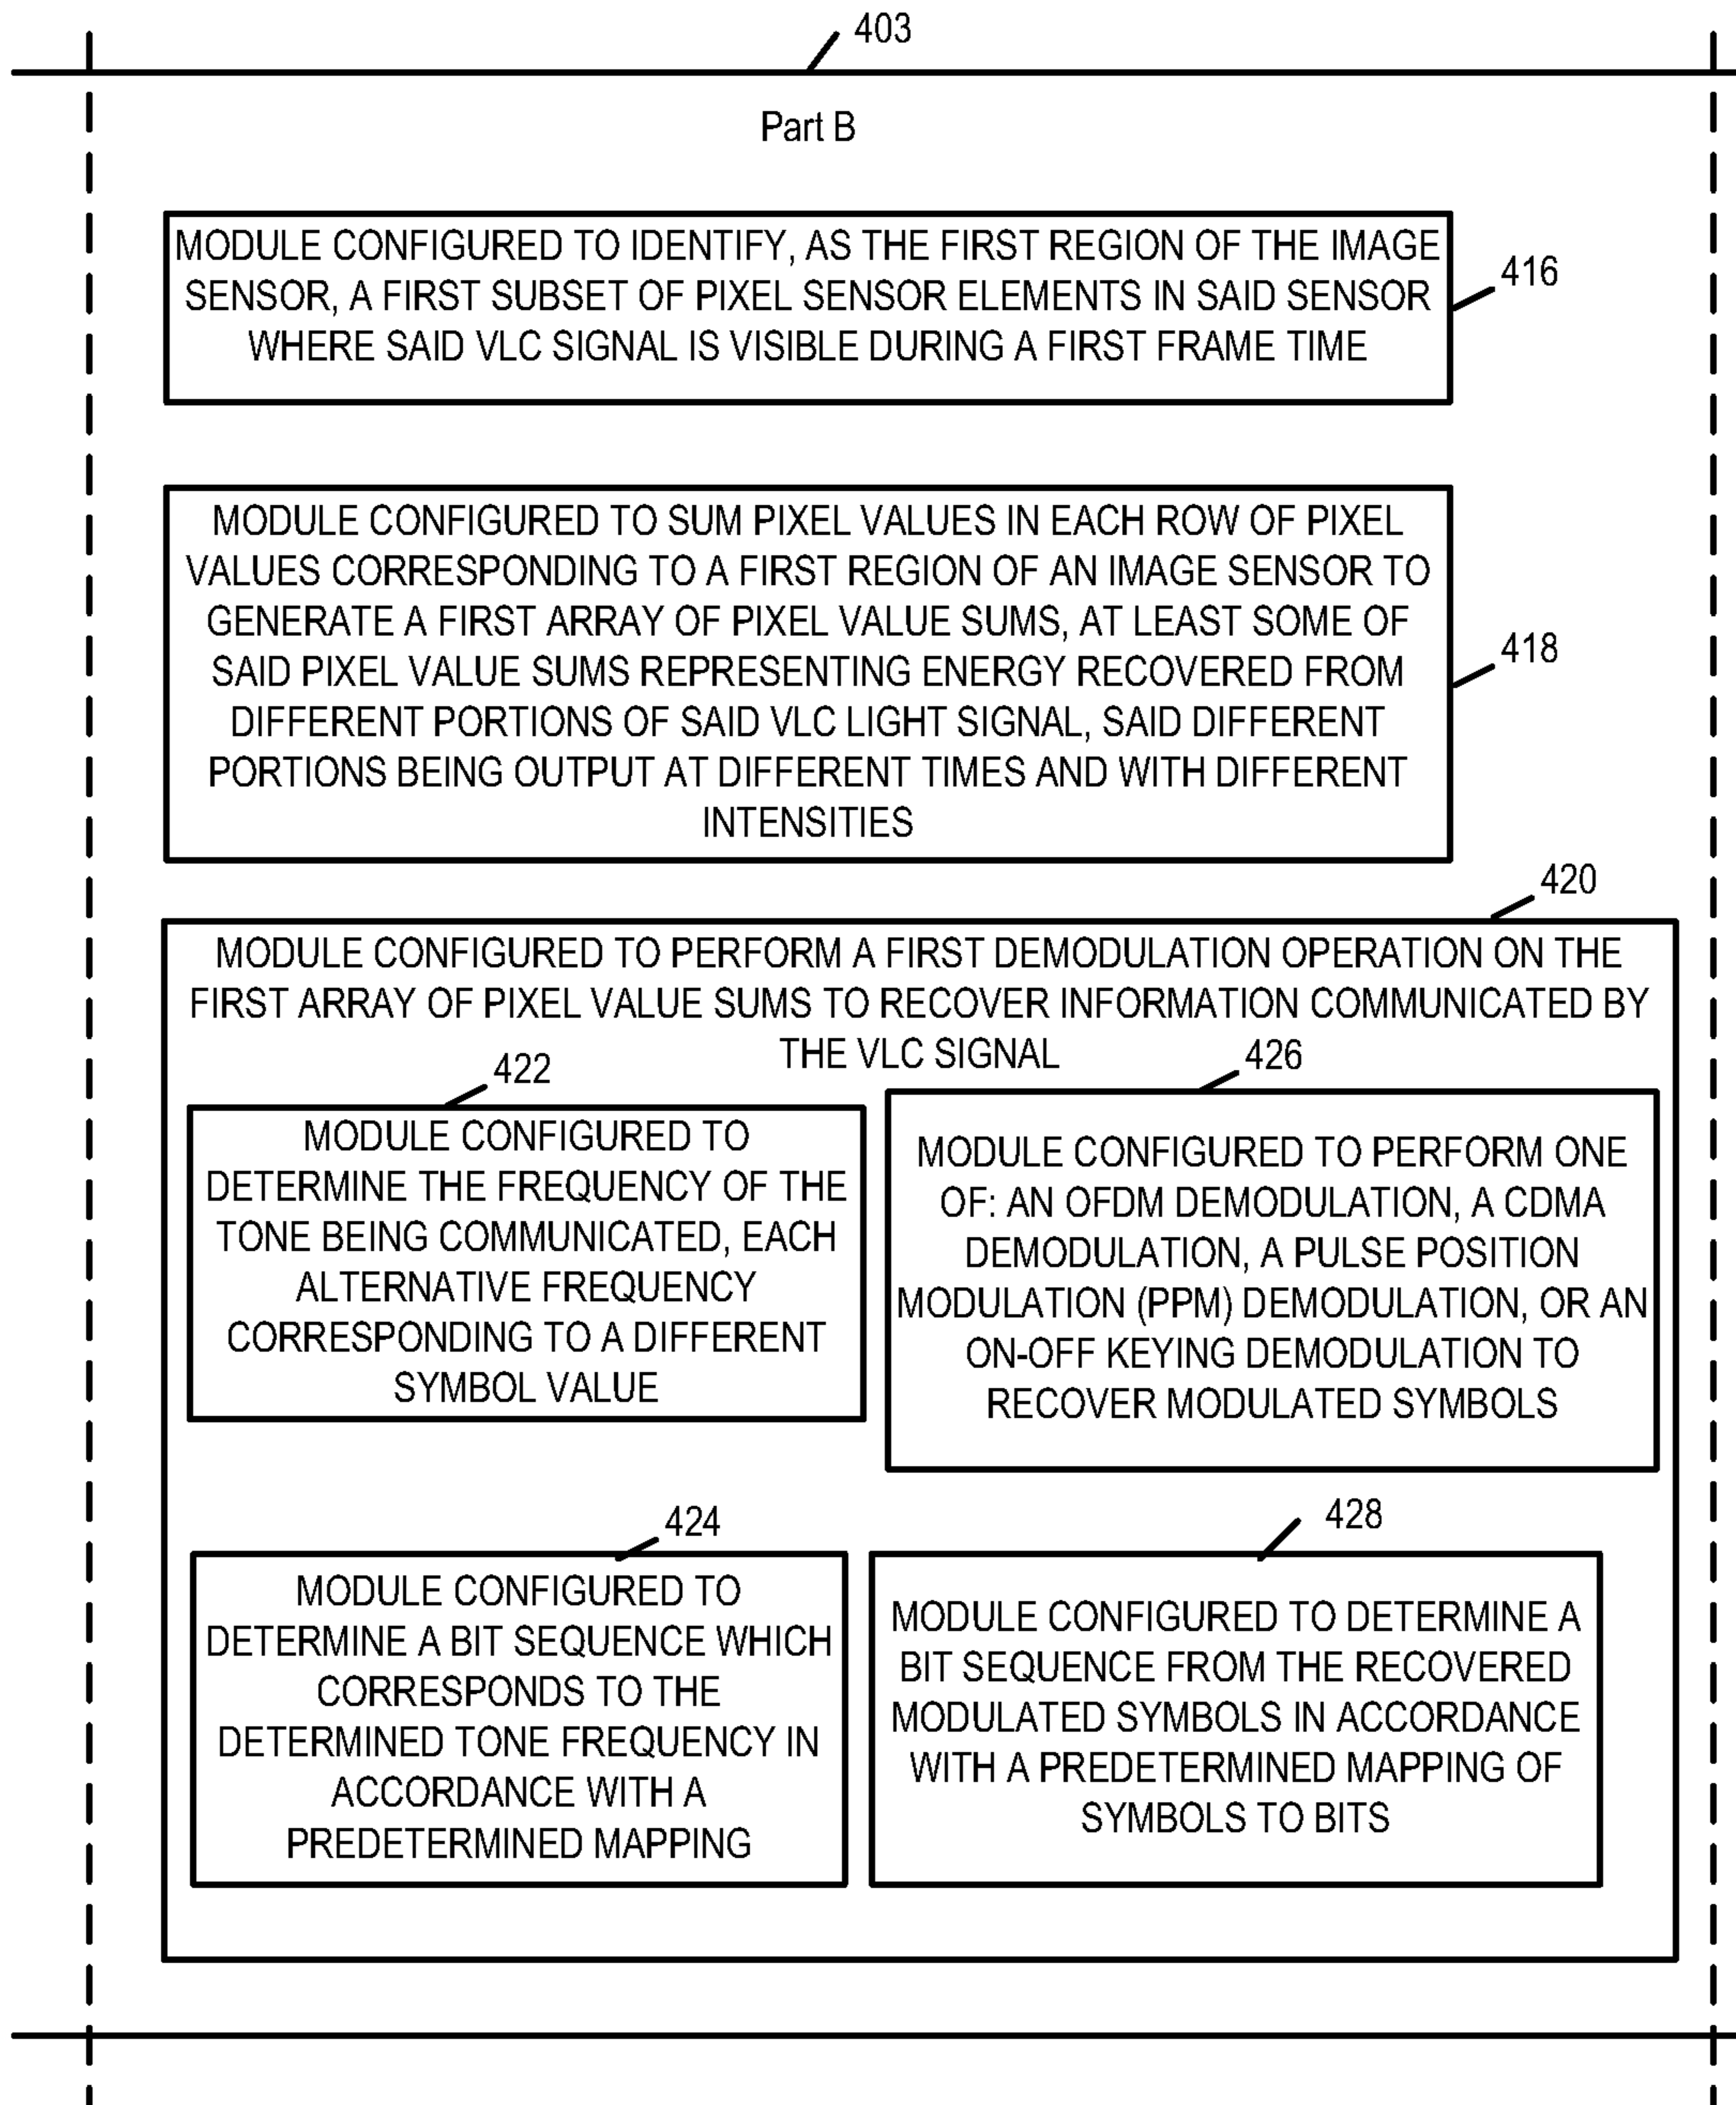 403
Part B
MODULE CONFIGURED TO IDENTIFY, AS THE FIRST REGION OF THE IMAGE
SENSOR, A FIRST SUBSET OF PIXEL SENSOR ELEMENTS IN SAID SENSOR
WHERE SAID VLC SIGNAL IS VISIBLE DURING A FIRST FRAME TIME
416
MODULE CONFIGURED TO SUM PIXEL VALUES IN EACH ROW OF PIXEL
VALUES CORRESPONDING TO A FIRST REGION OF AN IMAGE SENSOR TO
GENERATE A FIRST ARRAY OF PIXEL VALUE SUMS, AT LEAST SOME OF
SAID PIXEL VALUE SUMS REPRESENTING ENERGY RECOVERED FROM
DIFFERENT PORTIONS OF SAID VLC LIGHT SIGNAL, SAID DIFFERENT
PORTIONS BEING OUTPUT AT DIFFERENT TIMES AND WITH DIFFERENT
INTENSITIES
418
420
MODULE CONFIGURED TO PERFORM A FIRST DEMODULATION OPERATION ON THE
FIRST ARRAY OF PIXEL VALUE SUMS TO RECOVER INFORMATION COMMUNICATED BY
THE VLC SIGNAL
422
MODULE CONFIGURED TO
DETERMINE THE FREQUENCY OF THE
TONE BEING COMMUNICATED, EACH
ALTERNATIVE FREQUENCY
CORRESPONDING TO A DIFFERENT
SYMBOL VALUE
426
MODULE CONFIGURED TO PERFORM ONE
OF: AN OFDM DEMODULATION, A CDMA
DEMODULATION, A PULSE POSITION
MODULATION (PPM) DEMODULATION, OR AN
ON-OFF KEYING DEMODULATION TO
RECOVER MODULATED SYMBOLS
424
MODULE CONFIGURED TO
DETERMINE A BIT SEQUENCE WHICH
CORRESPONDS TO THE
DETERMINED TONE FREQUENCY IN
ACCORDANCE WITH A
PREDETERMINED MAPPING
428
MODULE CONFIGURED TO DETERMINE A
BIT SEQUENCE FROM THE RECOVERED
MODULATED SYMBOLS IN ACCORDANCE
WITH A PREDETERMINED MAPPING OF
SYMBOLS TO BITS